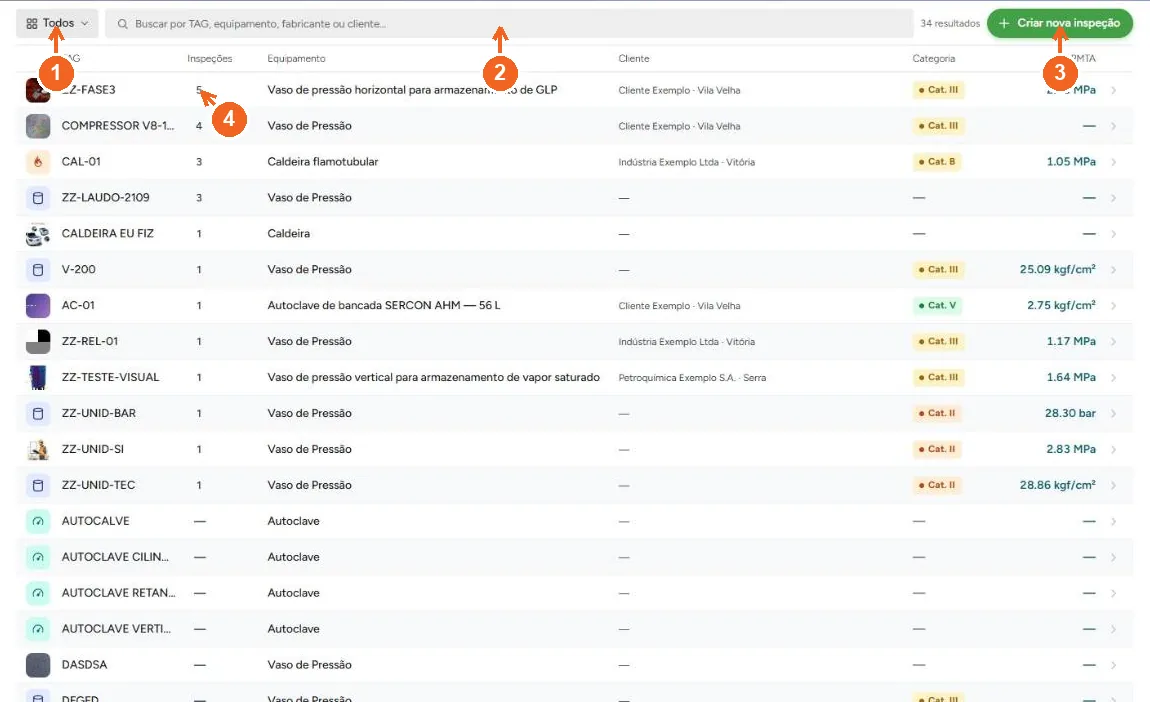 Todos
Buscar por TAG, equipamento, fabricante ou cliente...
34 resultados
+ Criar nova inspeção
1
2
3
4
Inspeções Equipamento Cliente Categoria
ZZ-FASE3 5 Vaso de pressão horizontal para de GLP Cliente Exemplo · Vila Velha Cat. III MPa
COMPRESSOR V8-1... 4 Vaso de Pressão Cliente Exemplo · Vila Velha Cat. III —
CAL-01 3 Caldeira flamotubular Indústria Exemplo Ltda · Vitória Cat. B 1.05 MPa
ZZ-LAUDO-2109 3 Vaso de Pressão — — —
CALDEIRA EU FIZ 1 Caldeira — — —
V-200 1 Vaso de Pressão — Cat. III 25.09 kgf/cm²
AC-01 1 Autoclave de bancada SERCON AHM — 56 L Cliente Exemplo · Vila Velha Cat. V 2.75 kgf/cm²
ZZ-REL-01 1 Vaso de Pressão Indústria Exemplo Ltda · Vitória Cat. III 1.17 MPa
ZZ-TESTE-VISUAL 1 Vaso de pressão vertical para armazenamento de vapor saturado Petroquímica Exemplo S.A. · Serra Cat. III 1.64 MPa
ZZ-UNID-BAR 1 Vaso de Pressão — Cat. II 28.30 bar
ZZ-UNID-SI 1 Vaso de Pressão — Cat. II 2.83 MPa
ZZ-UNID-TEC 1 Vaso de Pressão — Cat. II 28.86 kgf/cm²
AUTOCALVE — Autoclave — — —
AUTOCLAVE CILIN... — Autoclave — — —
AUTOCLAVE RETAN... — Autoclave — — —
AUTOCLAVE VERTI... — Autoclave — — —
DASDSA — Vaso de Pressão — — —
DEGED — Vaso de Pressão — Cat. III —